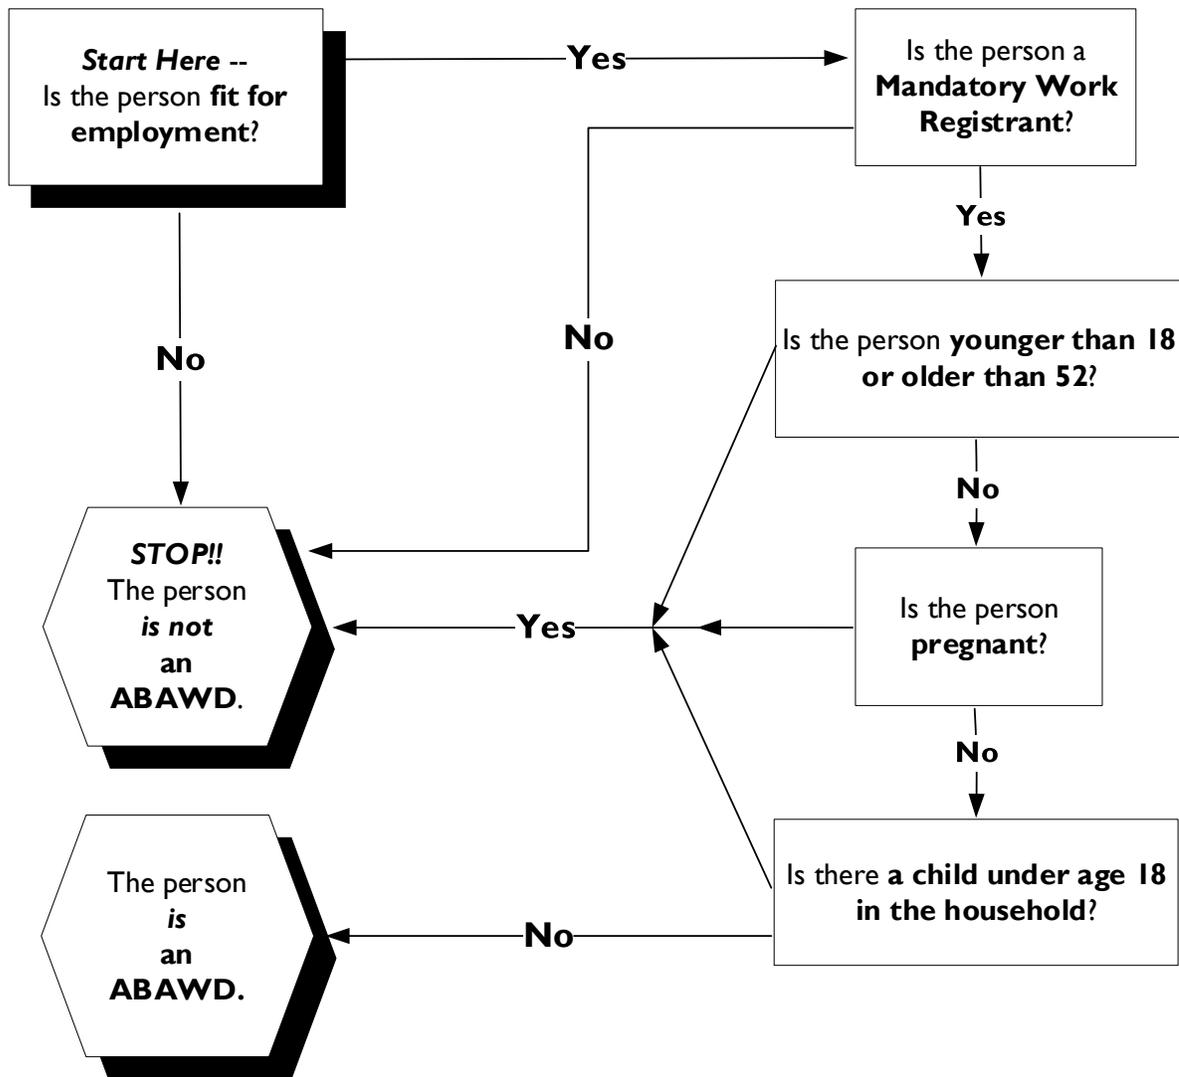 Start Here --
Is the person fit for
employment?
Yes
Is the person a
Mandatory Work
Registrant?
Yes
No
No
Is the person younger than 18
or older than 52?
No
STOP!!
The person
is not
an
ABAWD.
Yes
Is the person
pregnant?
No
The person
is
an
ABAWD.
No
Is there a child under age 18
in the household?